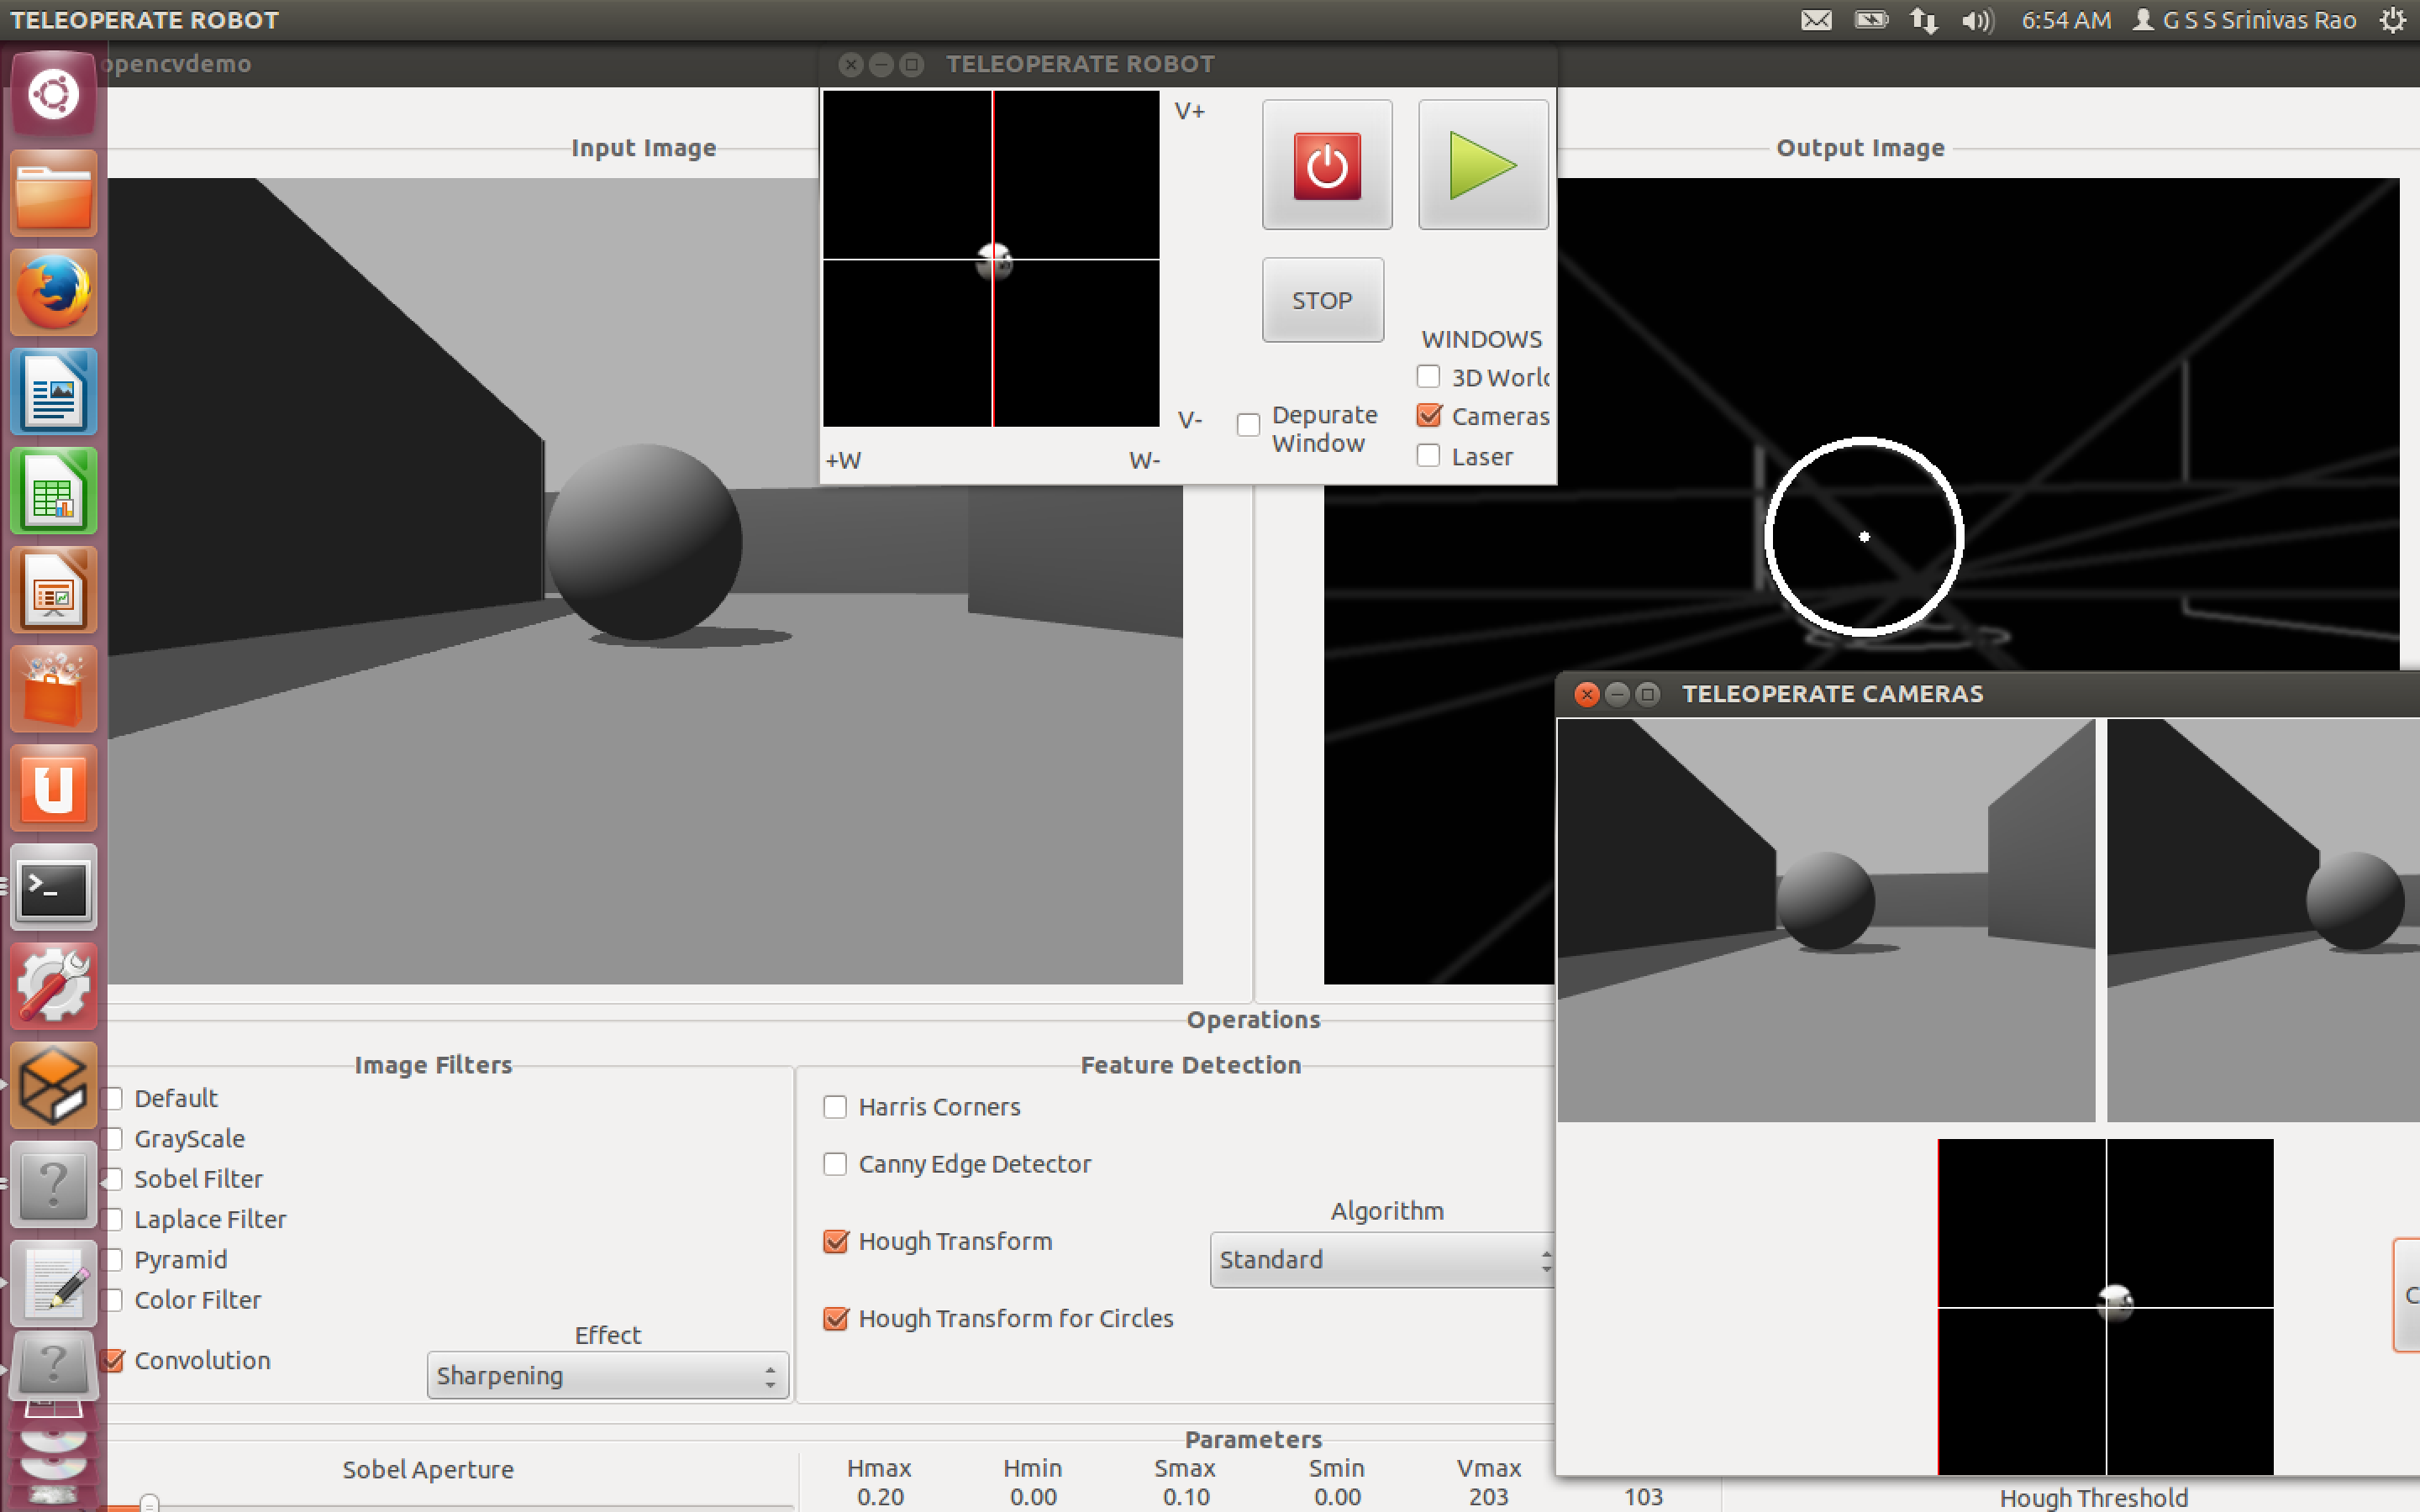 TELEOPERATE ROBOT
6:54 AM G S S Srinivas Rao
opencvdemo
TELEOPERATE ROBOT
Input Image
Output Image
V+
V-
+W
W-
STOP
Depurate
Window
WINDOWS
3D Worl
Cameras
Laser
TELEOPERATE CAMERAS
C
Operations
Image Filters
Default
GrayScale
Sobel Filter
Laplace Filter
Pyramid
Color Filter
Convolution
Effect
Sharpening
Feature Detection
Harris Corners
Canny Edge Detector
Hough Transform
Algorithm
Standard
Hough Transform for Circles
Parameters
Sobel Aperture
Hmax Hmin Smax Smin Vmax
0.20 0.00 0.10 0.00 203 103
Hough Threshold